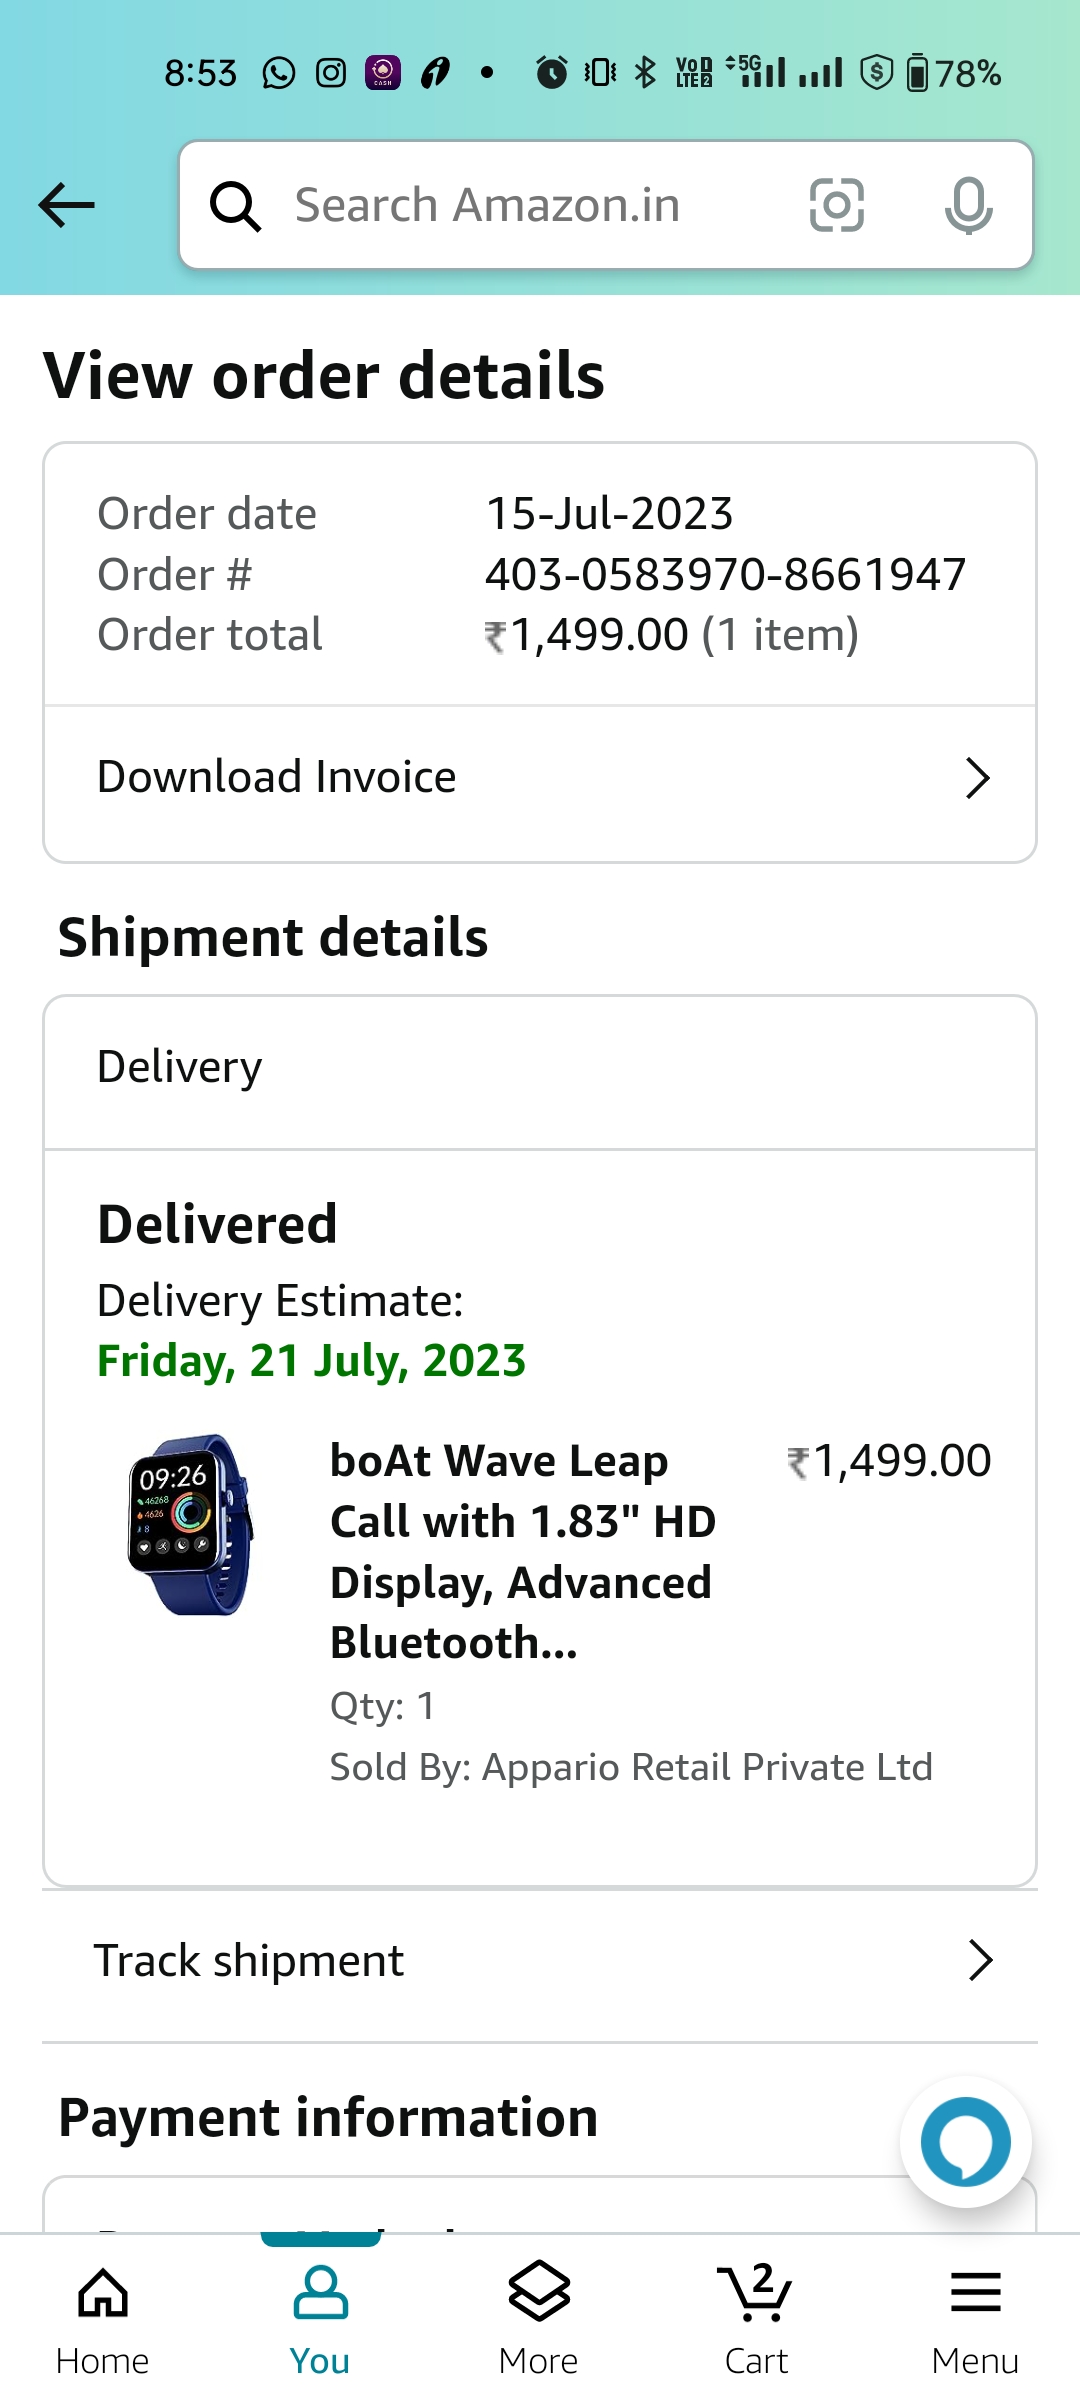 8:53 78%
Search Amazon.in
View order details
Order date 15-Jul-2023
Order # 403-0583970-8661947
Order total ₹1,499.00 (1 item)
Download Invoice
Shipment details
Delivery
Delivered
Delivery Estimate:
Friday, 21 July, 2023
09:26
46268
4626
8
boAt Wave Leap ₹1,499.00
Call with 1.83" HD
Display, Advanced
Bluetooth...
Qty: 1
Sold By: Appario Retail Private Ltd
Track shipment
Payment information
2
Home You More Cart Menu